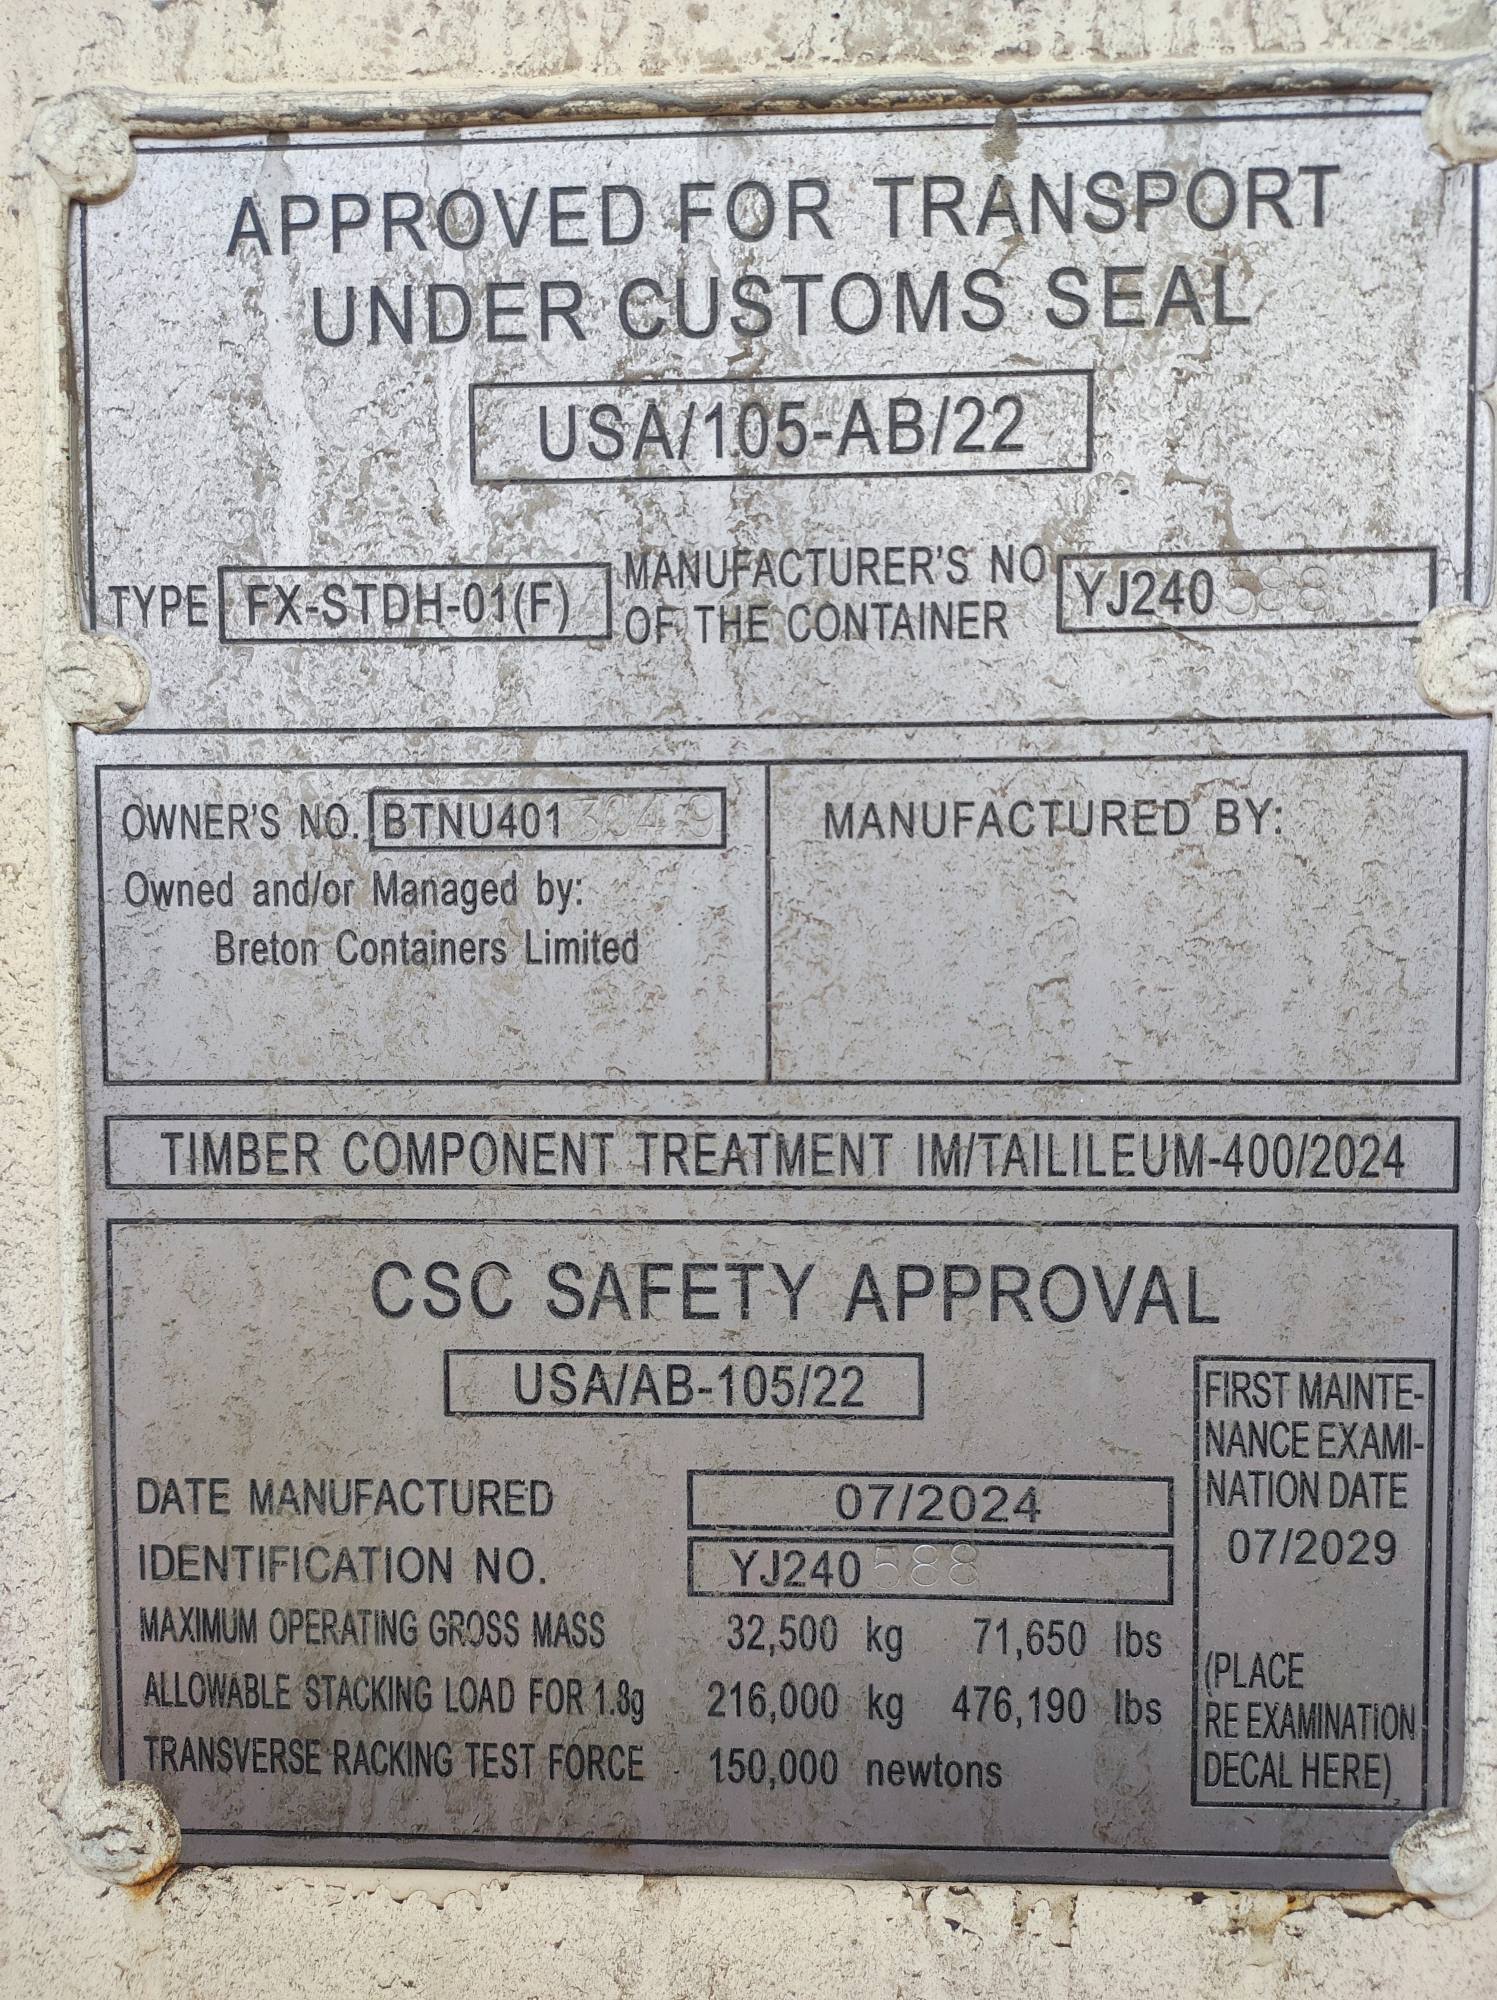 APPROVED FOR TRANSPORT
UNDER CUSTOMS SEAL
USA/105-AB/22
TYPE FX-STDH-01(F) MANUFACTURER'S NO OF THE CONTAINER YJ240588
OWNER'S NO. BTNU401
Owned and/or Managed by:
Breton Containers Limited
MANUFACTURED BY:
TIMBER COMPONENT TREATMENT IM/TAILILEUM-400/2024
CSC SAFETY APPROVAL
USA/AB-105/22
DATE MANUFACTURED 07/2024
IDENTIFICATION NO. YJ240588
MAXIMUM OPERATING GROSS MASS 32,500 kg 71,650 lbs
ALLOWABLE STACKING LOAD FOR 1.8g 216,000 kg 476,190 lbs
TRANSVERSE RACKING TEST FORCE 150,000 newtons
FIRST MAINTE-
NANCE EXAMI-
NATION DATE
07/2029
(PLACE
RE EXAMINATION
DECAL HERE)